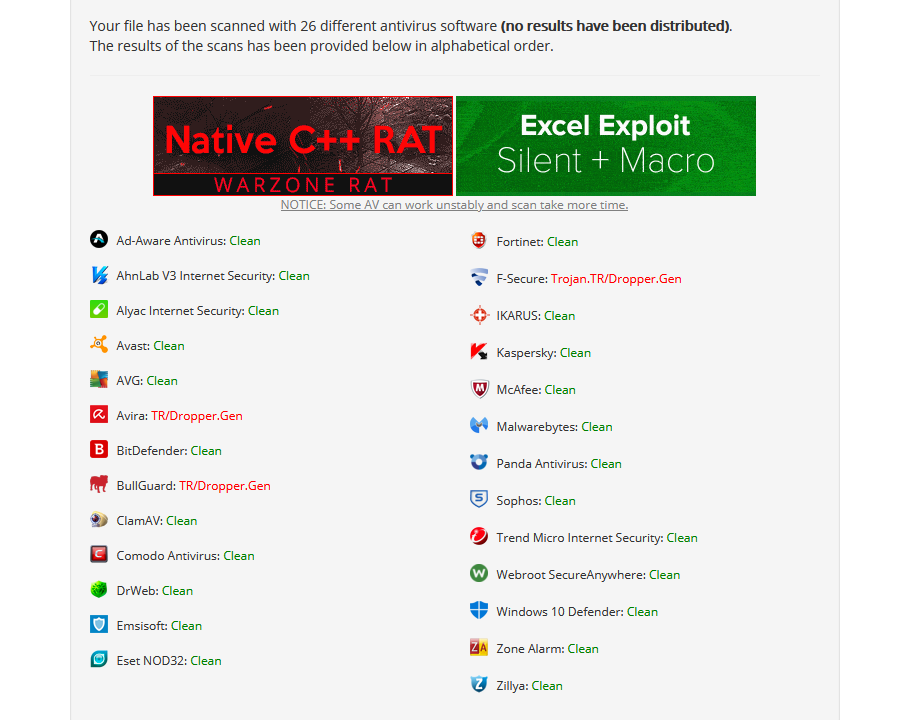 Your file has been scanned with 26 different antivirus software (no results have been distributed).
The results of the scans has been provided below in alphabetical order.
Native C++ RAT
WARZONE RAT
Excel Exploit
Silent + Macro
NOTICE: Some AV can work unstably and scan take more time.
Ad-Aware Antivirus: Clean
AhnLab V3 Internet Security: Clean
Alyac Internet Security: Clean
Avast: Clean
AVG: Clean
Avira: TR/Dropper.Gen
BitDefender: Clean
BullGuard: TR/Dropper.Gen
ClamAV: Clean
Comodo Antivirus: Clean
DrWeb: Clean
Emsisoft: Clean
Eset NOD32: Clean
Fortinet: Clean
F-Secure: Trojan.TR/Dropper.Gen
IKARUS: Clean
Kaspersky: Clean
McAfee: Clean
Malwarebytes: Clean
Panda Antivirus: Clean
Sophos: Clean
Trend Micro Internet Security: Clean
Webroot SecureAnywhere: Clean
Windows 10 Defender: Clean
Zone Alarm: Clean
Zillya: Clean